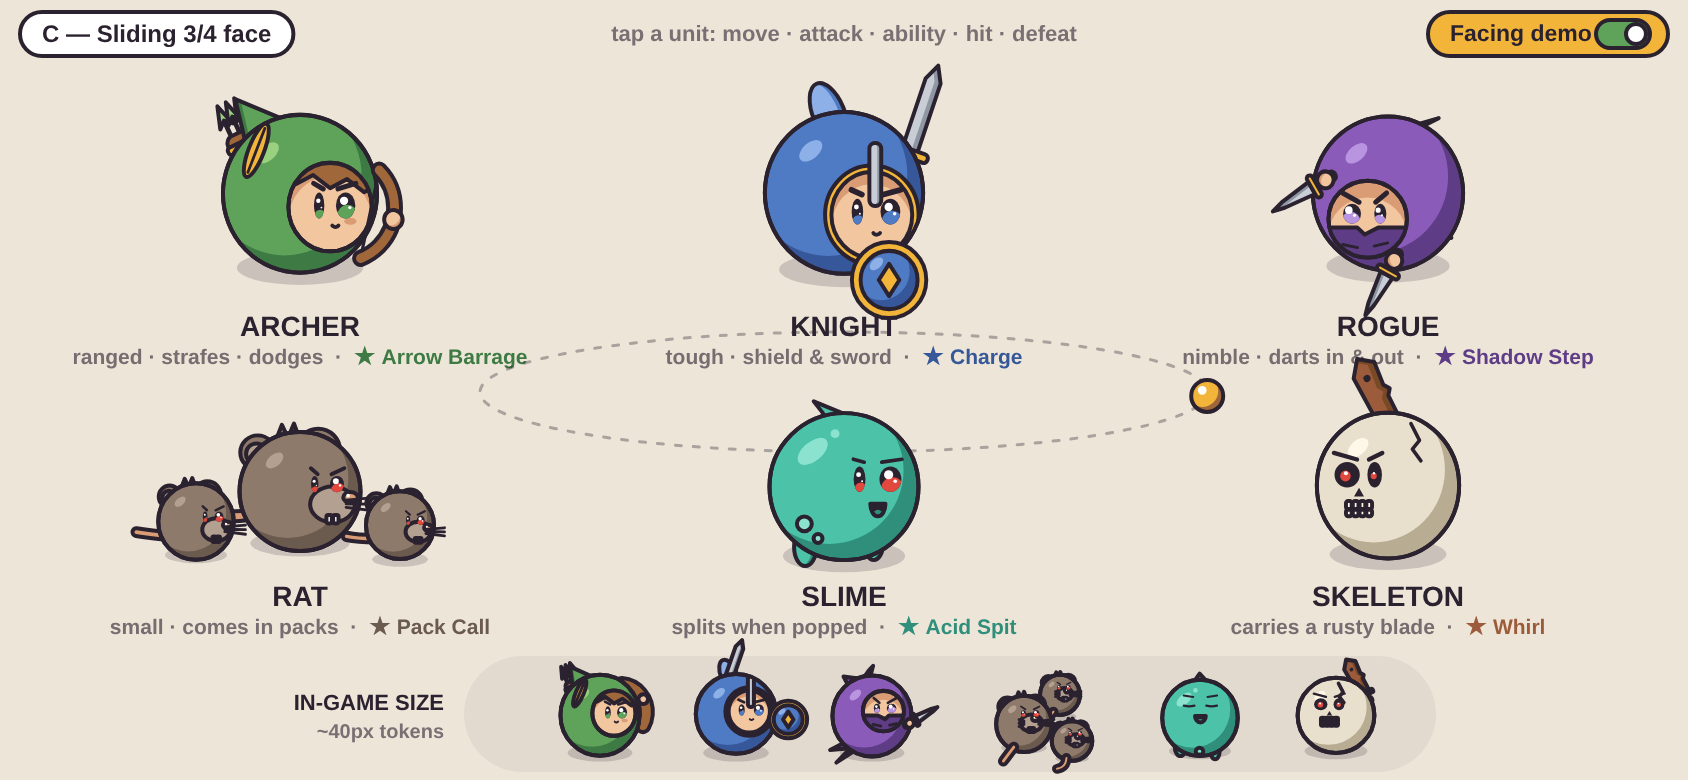 C — Sliding 3/4 face
tap a unit: move · attack · ability · hit · defeat
Facing demo
ARCHER
ranged · strafes · dodges · ★ Arrow Barrage
KNIGHT
tough · shield & sword · ★ Charge
ROGUE
nimble · darts in & out · ★ Shadow Step
RAT
small · comes in packs · ★ Pack Call
SLIME
splits when popped · ★ Acid Spit
SKELETON
carries a rusty blade · ★ Whirl
IN-GAME SIZE
~40px tokens